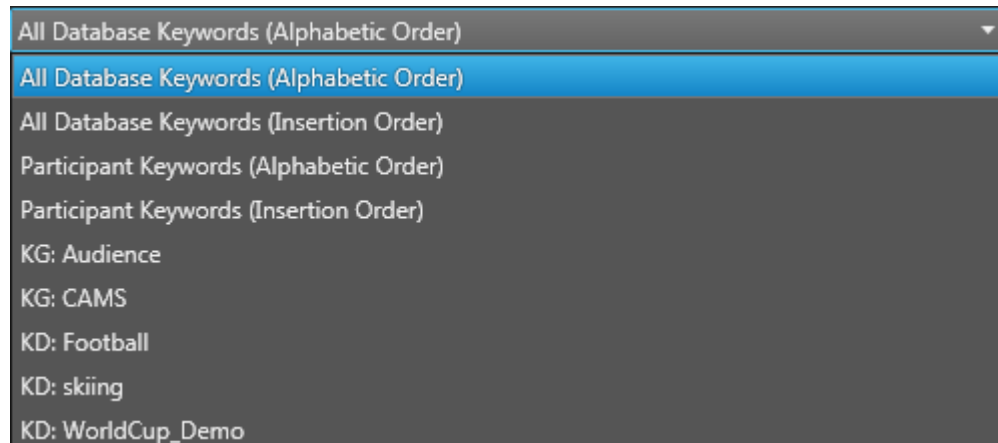 All Database Keywords (Alphabetic Order)
All Database Keywords (Alphabetic Order)
All Database Keywords (Insertion Order)
Participant Keywords (Alphabetic Order)
Participant Keywords (Insertion Order)
KG: Audience
KG: CAMS
KD: Football
KD: skiing
KD: WorldCup_Demo